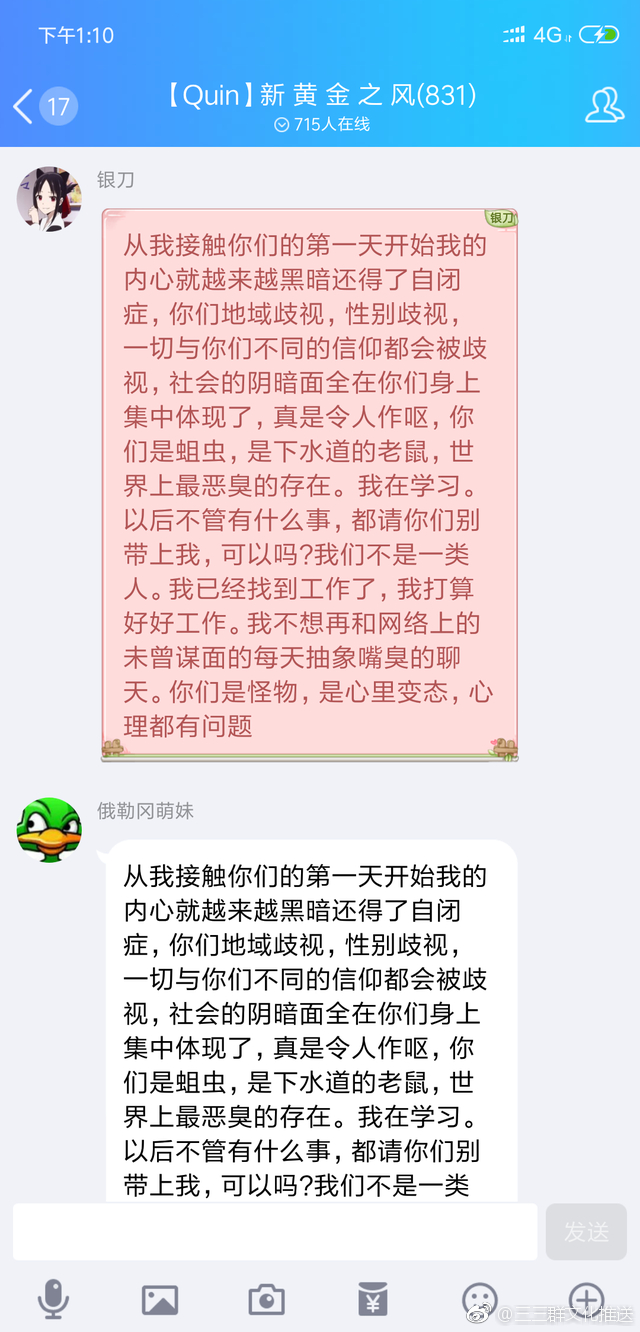 下午1:10
4G
17
【Quin】新 黄 金 之 风(831)
715人在线
银刀
银刀
从我接触你们的第一天开始我的
内心就越来越黑暗还得了自闭
症，你们地域歧视，性别歧视，
一切与你们不同的信仰都会被歧
视，社会的阴暗面全在你们身上
集中体现了，真是令人作呕，你
们是蛆虫，是下水道的老鼠，世
界上最恶臭的存在。我在学习。
以后不管有什么事，都请你们别
带上我，可以吗?我们不是一类
人。我已经找到工作了，我打算
好好工作。我不想再和网络上的
未曾谋面的每天抽象嘴臭的聊
天。你们是怪物，是心里变态，心
理都有问题
俄勒冈萌妹
从我接触你们的第一天开始我的
内心就越来越黑暗还得了自闭
症，你们地域歧视，性别歧视，
一切与你们不同的信仰都会被歧
视，社会的阴暗面全在你们身上
集中体现了，真是令人作呕，你
们是蛆虫，是下水道的老鼠，世
界上最恶臭的存在。我在学习。
以后不管有什么事，都请你们别
带上我，可以吗?我们不是一类
发送
¥
@三三群文化推送